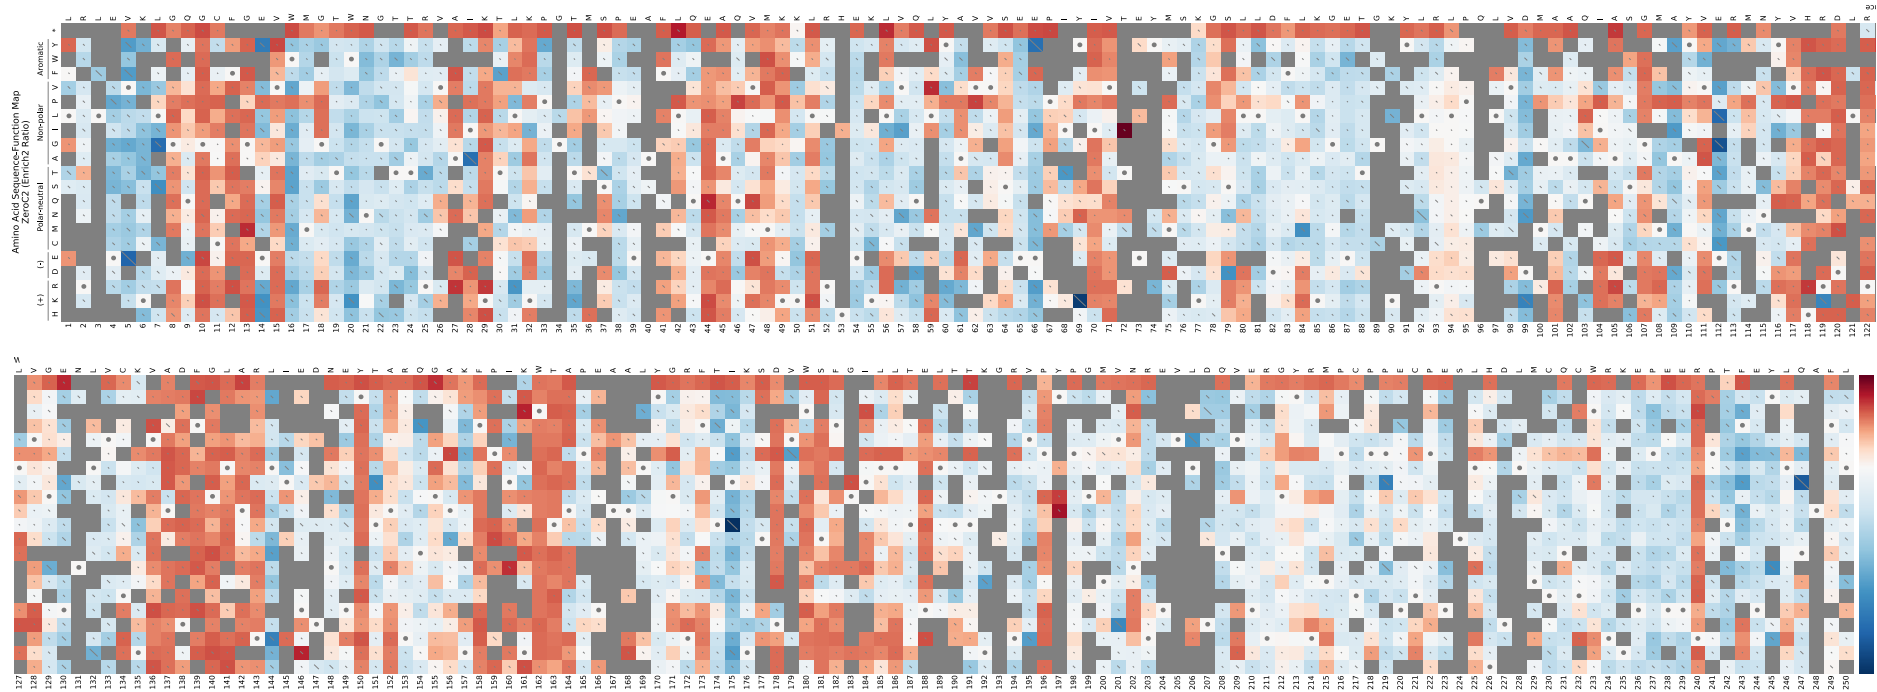 Amino Acid Sequence-Function Map
ZeroC2 (Enrich2 Ratio)
L R L E V K L G Q G C F G E V W M G T W N G T T R V A I K T L K P G T M S P E A F L Q E A Q V M K K L R H E K L V Q L Y A V V S E E P I Y I V T E Y M S K G S L L D F L K G E T G K Y L R L P Q L V D M A A Q I A S G M A Y V E R M N Y V H R D L R
Aromatic
Non-polar
Polar-neutral
(-)
(+)
*
Y
W
F
V
P
L
I
G
A
T
S
Q
N
M
C
E
D
R
K
H
1 2 3 4 5 6 7 8 9 10 11 12 13 14 15 16 17 18 19 20 21 22 23 24 25 26 27 28 29 30 31 32 33 34 35 36 37 38 39 40 41 42 43 44 45 46 47 48 49 50 51 52 53 54 55 56 57 58 59 60 61 62 63 64 65 66 67 68 69 70 71 72 73 74 75 76 77 78 79 80 81 82 83 84 85 86 87 88 89 90 91 92 93 94 95 96 97 98 99 100 101 102 103 104 105 106 107 108 109 110 111 112 113 114 115 116 117 118 119 120 121 122
L V G E N L V C K V A D F G L A R L I E D N E Y T A R Q G A K F P I K W T A P E A A L Y G R F T I K S D V W S F G I L L T E L T T K G R V P Y P G M V N R E V L D Q V E R G Y R M P C P P E C P E S L H D L M C Q C W R K E P E E R P T F E Y L Q A F L
127 128 129 130 131 132 133 134 135 136 137 138 139 140 141 142 143 144 145 146 147 148 149 150 151 152 153 154 155 156 157 158 159 160 161 162 163 164 165 166 167 168 169 170 171 172 173 174 175 176 177 178 179 180 181 182 183 184 185 186 187 188 189 190 191 192 193 194 195 196 197 198 199 200 201 202 203 204 205 206 207 208 209 210 211 212 213 214 215 216 217 218 219 220 221 222 223 224 225 226 227 228 229 230 231 232 233 234 235 236 237 238 239 240 241 242 243 244 245 246 247 248 249 250